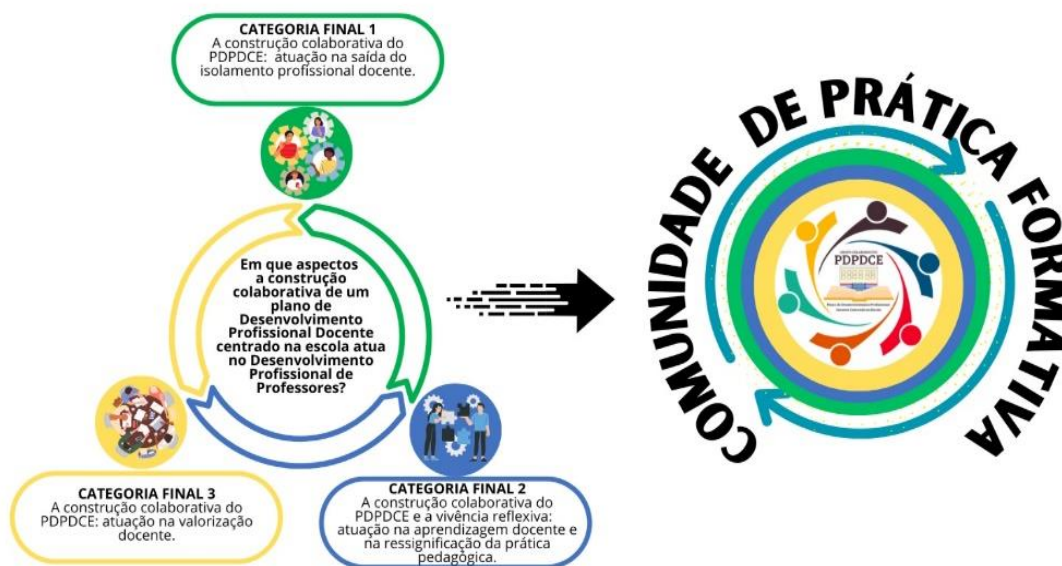 CATEGORIA FINAL 1
A construção colaborativa do
PDPDCE: atuação na saída do
isolamento profissional docente.
Em que aspectos
a construção
colaborativa de um
plano de
Desenvolvimento
Profissional Docente
centrado na escola atua
no Desenvolvimento
Profissional de
Professores?
CATEGORIA FINAL 3
A construção colaborativa do
PDPDCE: atuação na valorização
docente.
CATEGORIA FINAL 2
A construção colaborativa do
PDPDCE e a vivência reflexiva:
atuação na aprendizagem docente e
na ressignificação da prática
pedagógica.
COMUNIDADE DE PRÁTICA FORMATIVA
PDPDCE